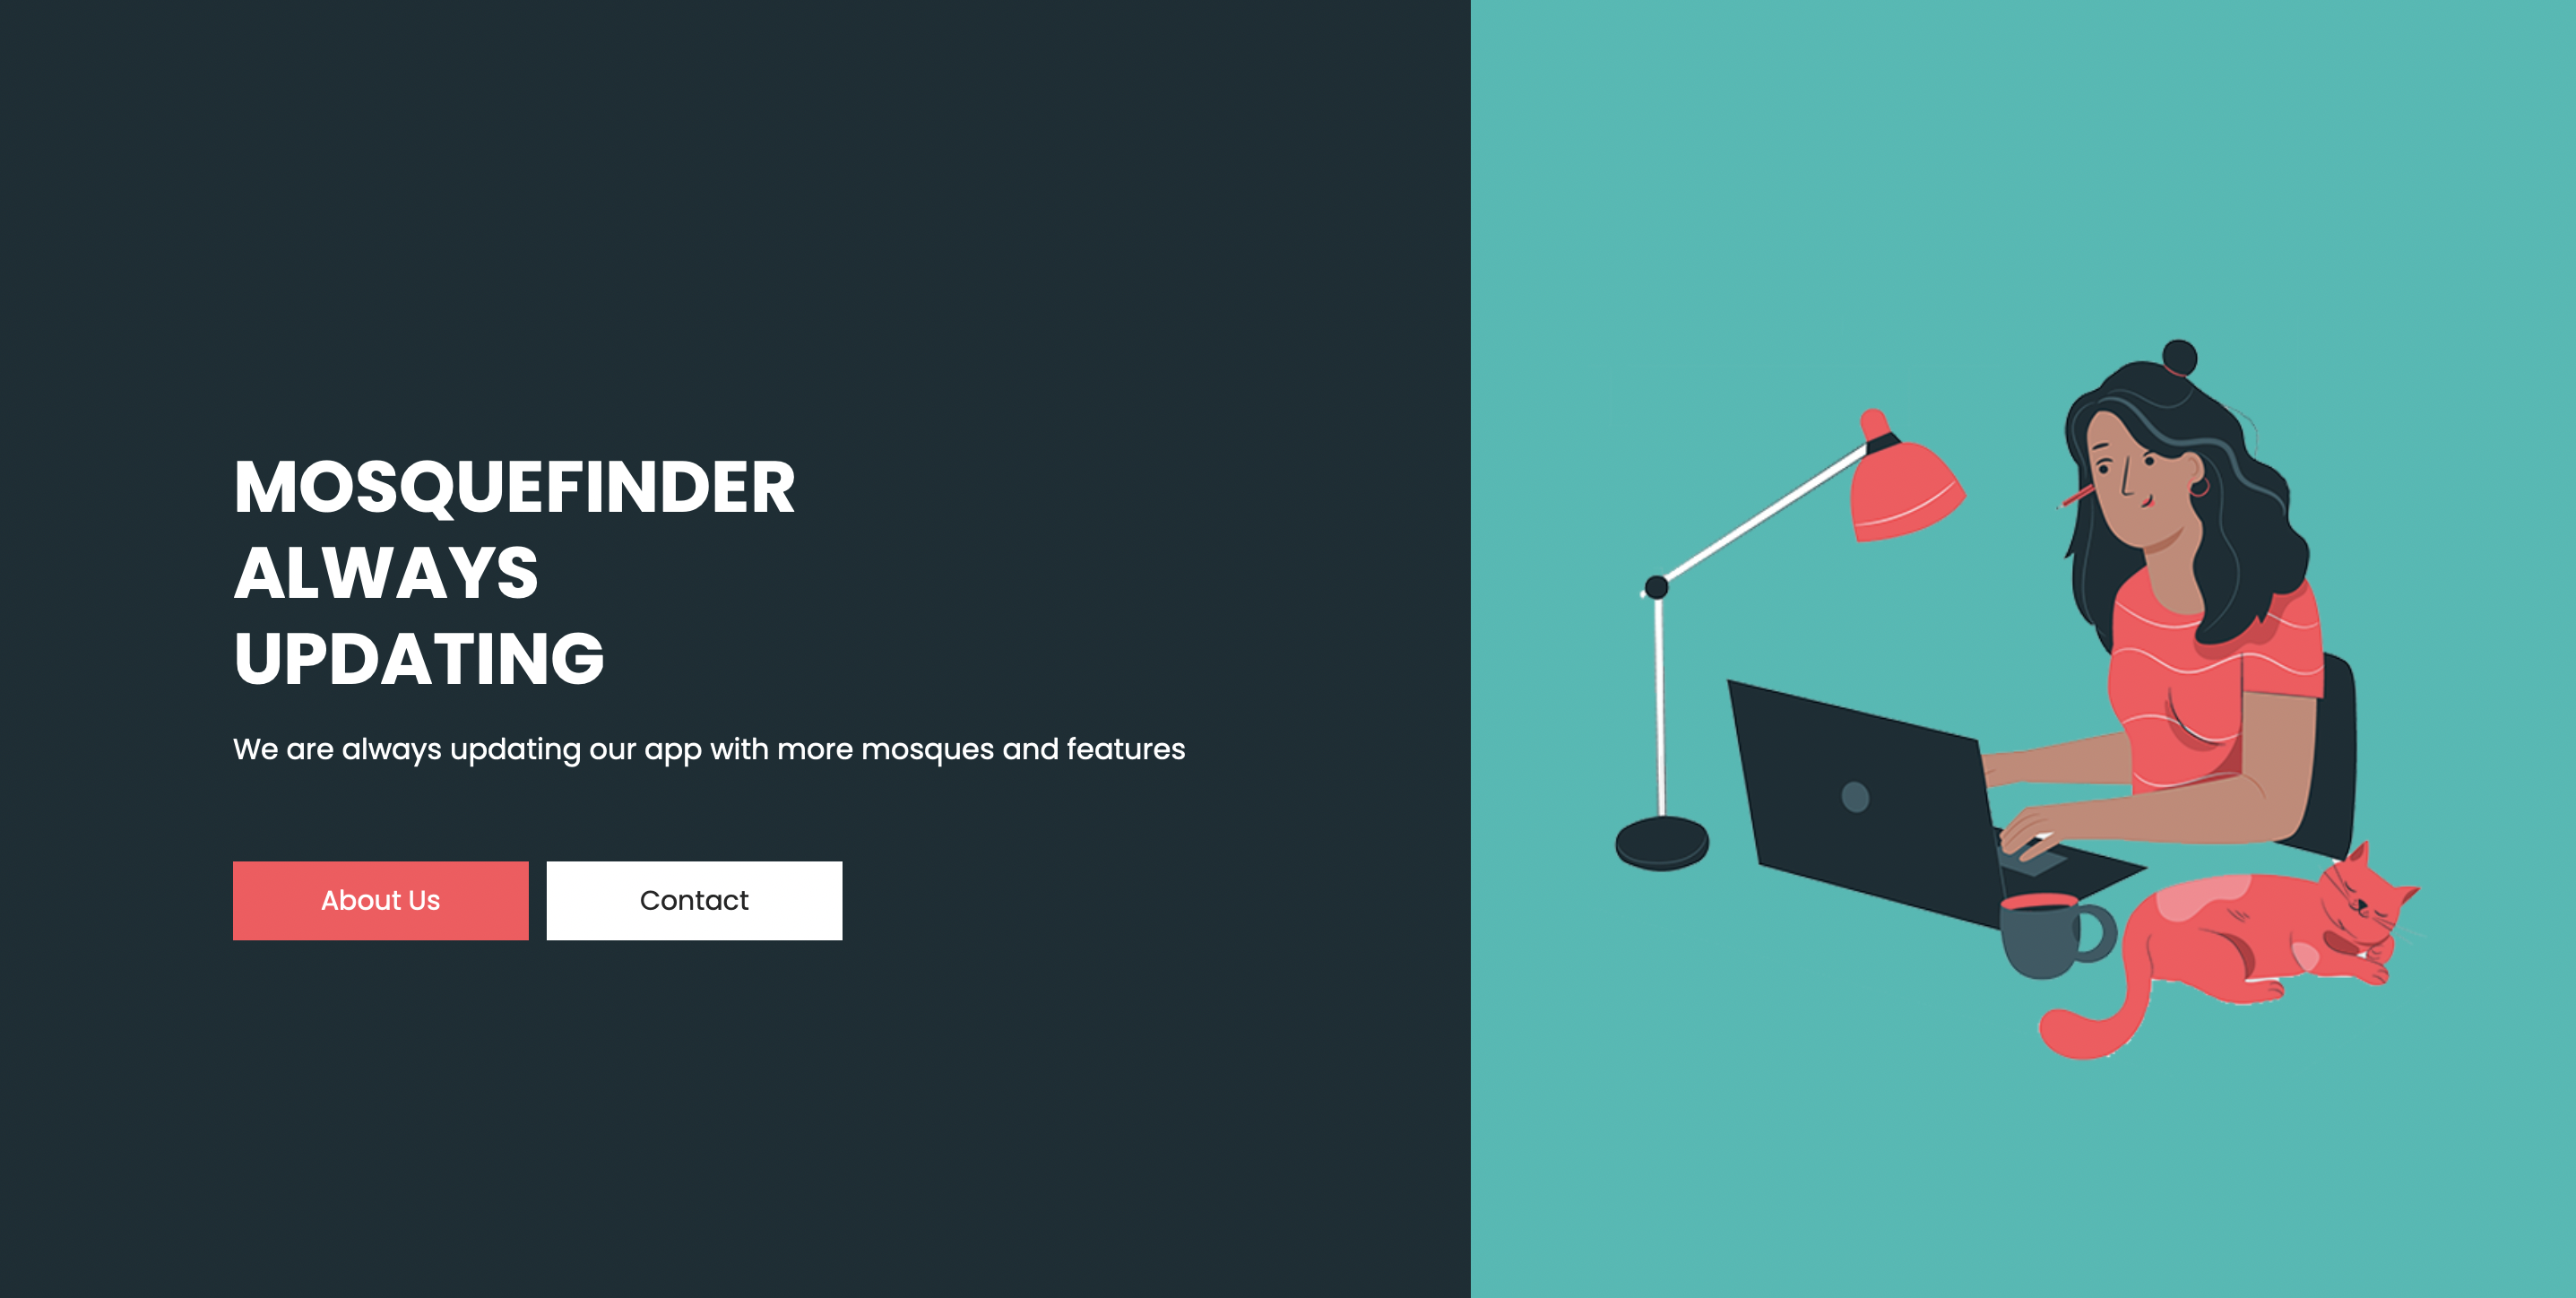 MOSQUEFINDER
ALWAYS
UPDATING
We are always updating our app with more mosques and features
About Us
Contact